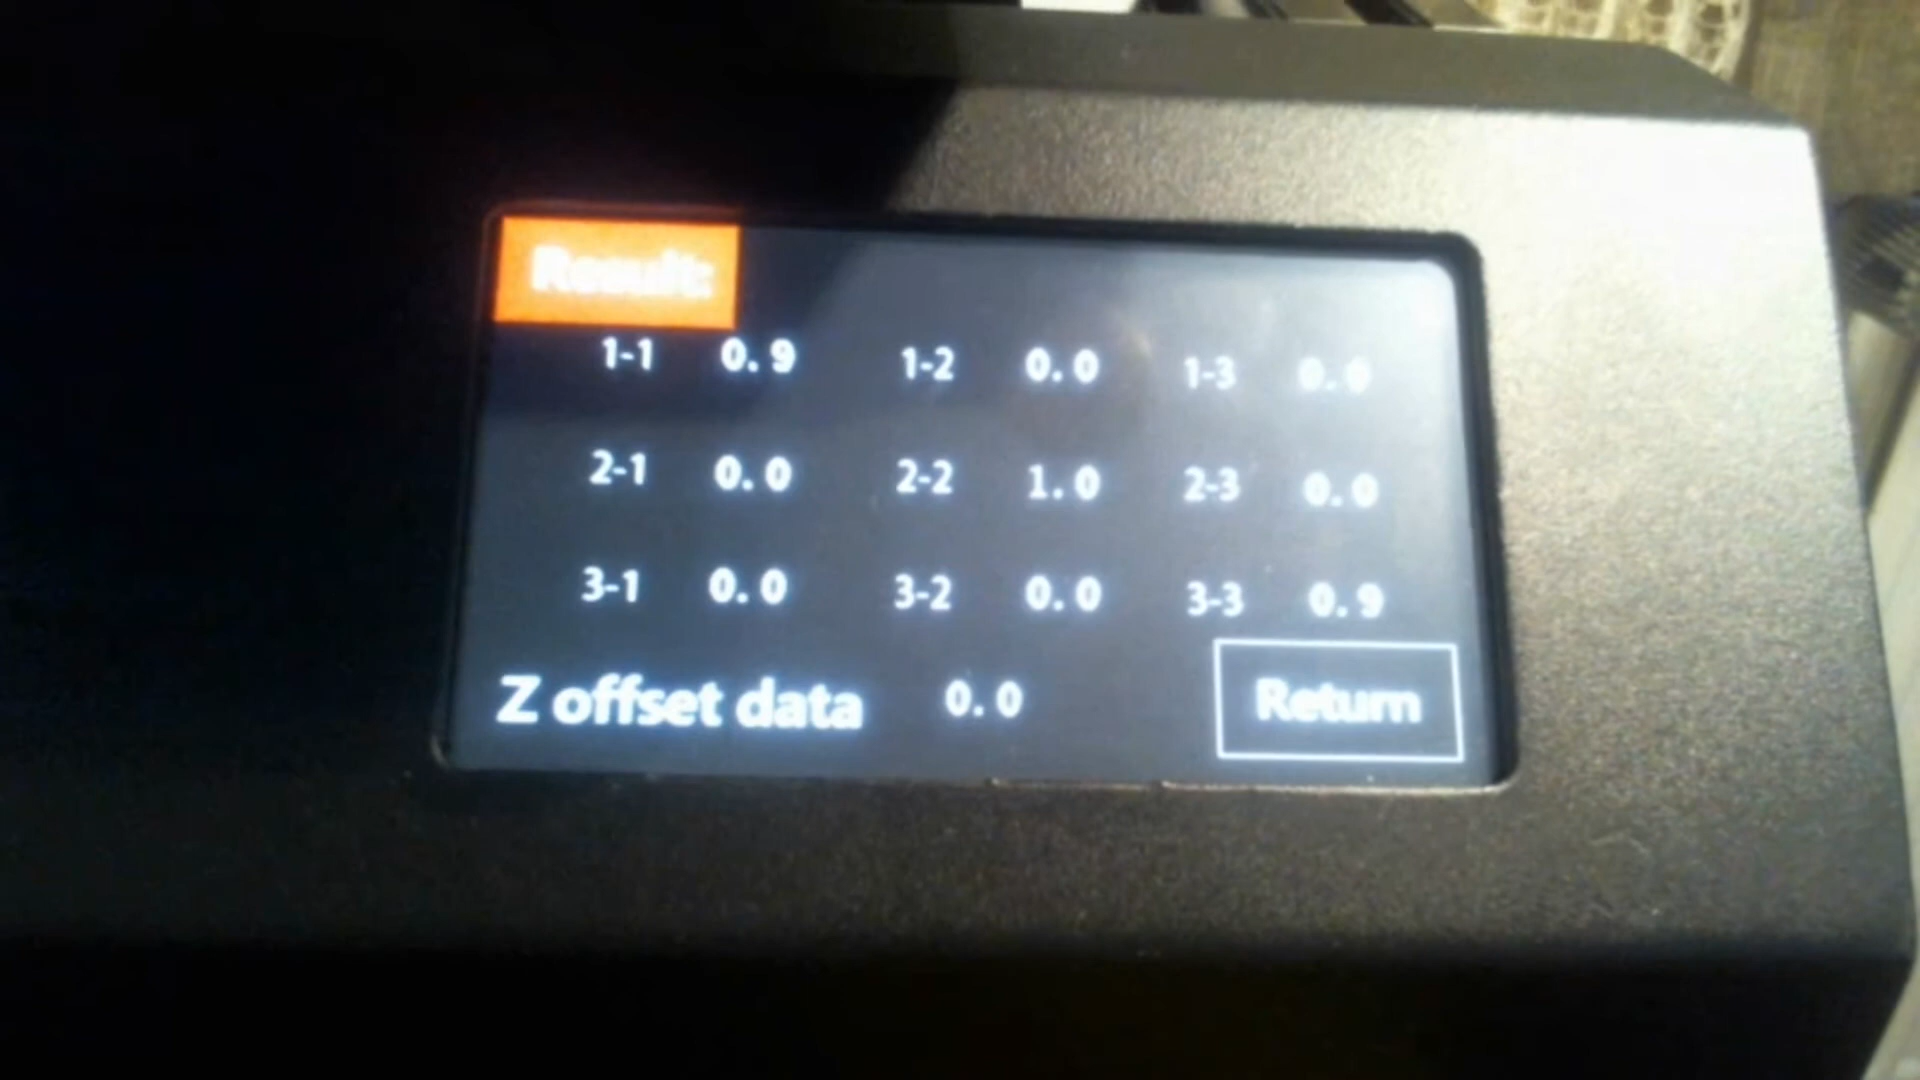 Result:
1-1 0.9 1-2 0.0 1-3 0.0
2-1 0.0 2-2 1.0 2-3 0.0
3-1 0.0 3-2 0.0 3-3 0.9
Z offset data 0.0 Return